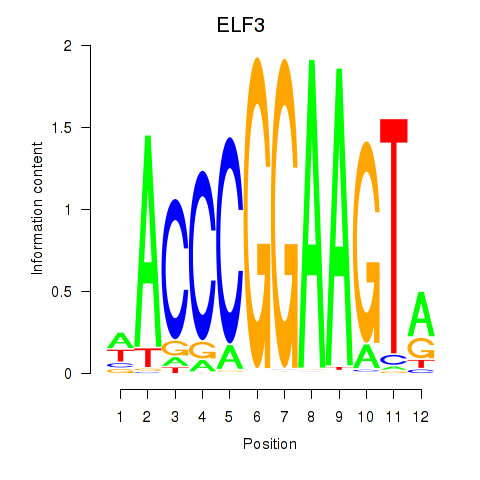 ELF3
Information content
2
1.5
1
0.5
0
A T C G
A T G
C G A T
C G A
C A G
G
G
A
A T
G A C
T C A G
A G T C
1 2 3 4 5 6 7 8 9 10 11 12
Position